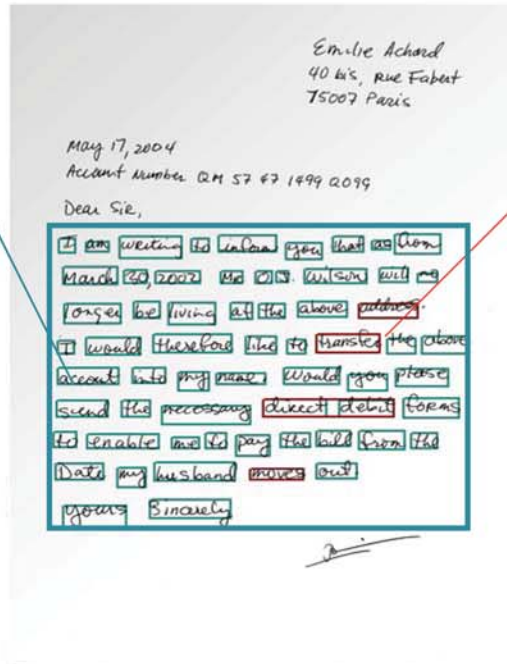 Emilie Achard
40 bis, Rue Fabert
75007 Paris
May 17, 2004
Account Number QM 57 47 1499 2099
Dear Sir,
I am writing to inform you that as from
March 30, 2002 Mr O.J. Wilson will no
longer be living at the above address.
I would therefore like to transfer the above
account into my name. Would you please
send the necessary direct debit forms
to enable me to pay the bill from the
Date my husband moves out
yours Sincerely